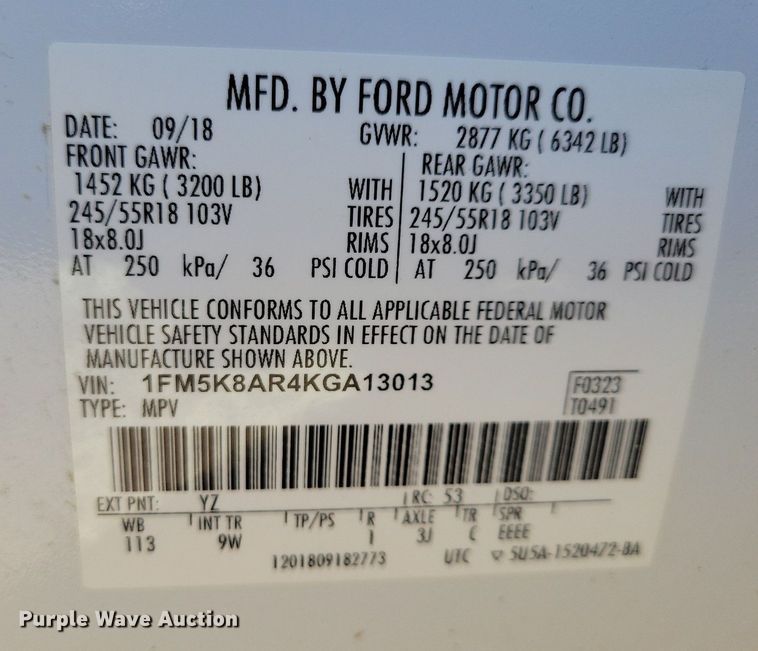 MFD. BY FORD MOTOR CO.
DATE: 09/18 GVWR: 2877 KG ( 6342 LB)
FRONT GAWR: REAR GAWR:
1452 KG ( 3200 LB) WITH 1520 KG ( 3350 LB) WITH
245/55R18 103V TIRES 245/55R18 103V TIRES
18x8.0J RIMS 18x8.0J RIMS
AT 250 kPa/ 36 PSI COLD AT 250 kPa/ 36 PSI COLD
THIS VEHICLE CONFORMS TO ALL APPLICABLE FEDERAL MOTOR
VEHICLE SAFETY STANDARDS IN EFFECT ON THE DATE OF
MANUFACTURE SHOWN ABOVE.
VIN: 1FM5K8AR4KGA13013 F0323
TYPE: MPV T0491
EXT PNT: YZ RC: 53 DSO:
WB INT TR TP/PS R AXLE TR SPR
113 9W 1 3J C EEEE
1201809182773 UTC 5U5A-1520472-BA
Purple Wave Auction